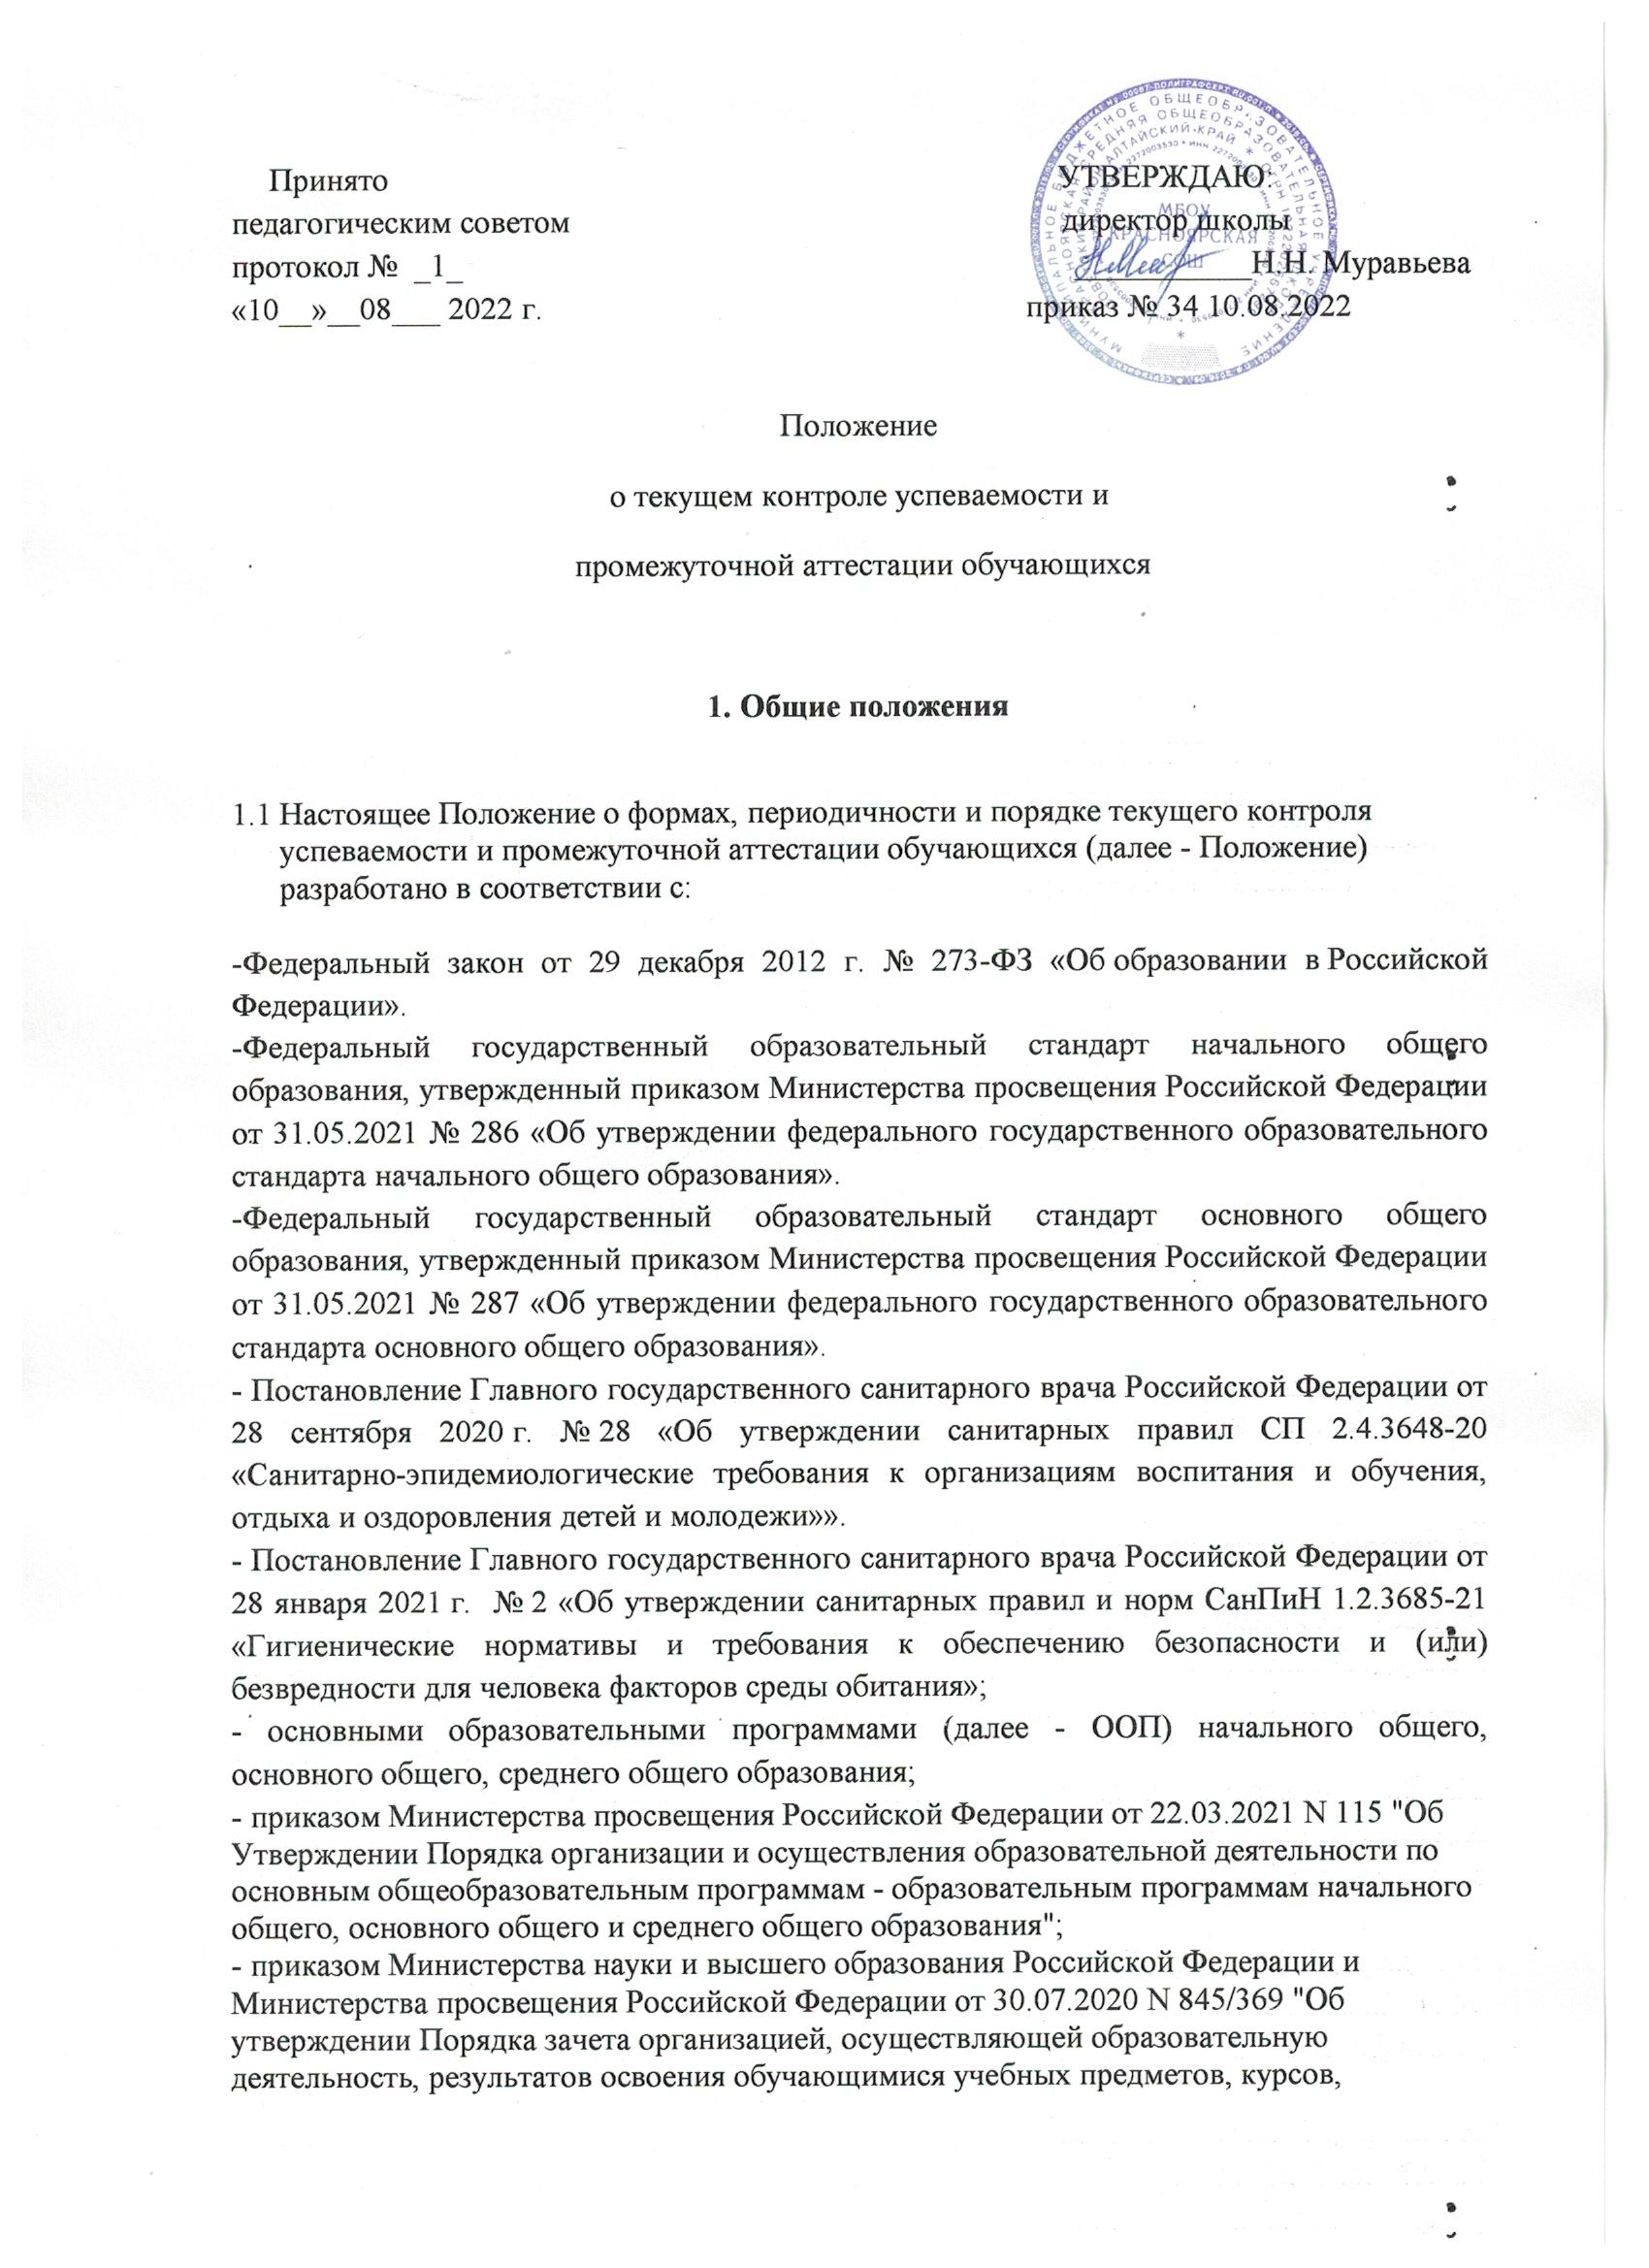 Принято
педагогическим советом
протокол № _1_
«10__»__08___ 2022 г.
УТВЕРЖДАЮ:
директор школы
Н.Н. Муравьева
приказ № 34 10.08.2022
МБОУ
КРАСНОЯРСКАЯ
СОШ
Положение
о текущем контроле успеваемости и
промежуточной аттестации обучающихся
1. Общие положения
1.1 Настоящее Положение о формах, периодичности и порядке текущего контроля
успеваемости и промежуточной аттестации обучающихся (далее - Положение)
разработано в соответствии с:
-Федеральный закон от 29 декабря 2012 г. № 273-ФЗ «Об образовании в Российской
Федерации».
-Федеральный государственный образовательный стандарт начального общего
образования, утвержденный приказом Министерства просвещения Российской Федерации
от 31.05.2021 № 286 «Об утверждении федерального государственного образовательного
стандарта начального общего образования».
-Федеральный государственный образовательный стандарт основного общего
образования, утвержденный приказом Министерства просвещения Российской Федерации
от 31.05.2021 № 287 «Об утверждении федерального государственного образовательного
стандарта основного общего образования».
- Постановление Главного государственного санитарного врача Российской Федерации от
28 сентября 2020 г. № 28 «Об утверждении санитарных правил СП 2.4.3648-20
«Санитарно-эпидемиологические требования к организациям воспитания и обучения,
отдыха и оздоровления детей и молодежи»».
- Постановление Главного государственного санитарного врача Российской Федерации от
28 января 2021 г. № 2 «Об утверждении санитарных правил и норм СанПиН 1.2.3685-21
«Гигиенические нормативы и требования к обеспечению безопасности и (или)
безвредности для человека факторов среды обитания»;
- основными образовательными программами (далее - ООП) начального общего,
основного общего, среднего общего образования;
- приказом Министерства просвещения Российской Федерации от 22.03.2021 N 115 "Об
Утверждении Порядка организации и осуществления образовательной деятельности по
основным общеобразовательным программам - образовательным программам начального
общего, основного общего и среднего общего образования";
- приказом Министерства науки и высшего образования Российской Федерации и
Министерства просвещения Российской Федерации от 30.07.2020 N 845/369 "Об
утверждении Порядка зачета организацией, осуществляющей образовательную
деятельность, результатов освоения обучающимися учебных предметов, курсов,